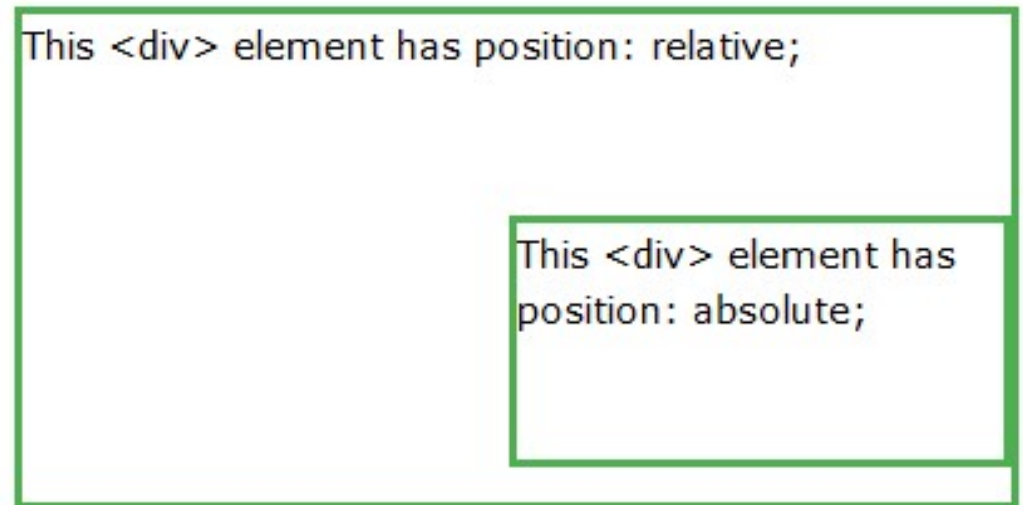 This <div> element has position: relative;
This <div> element has
position: absolute;